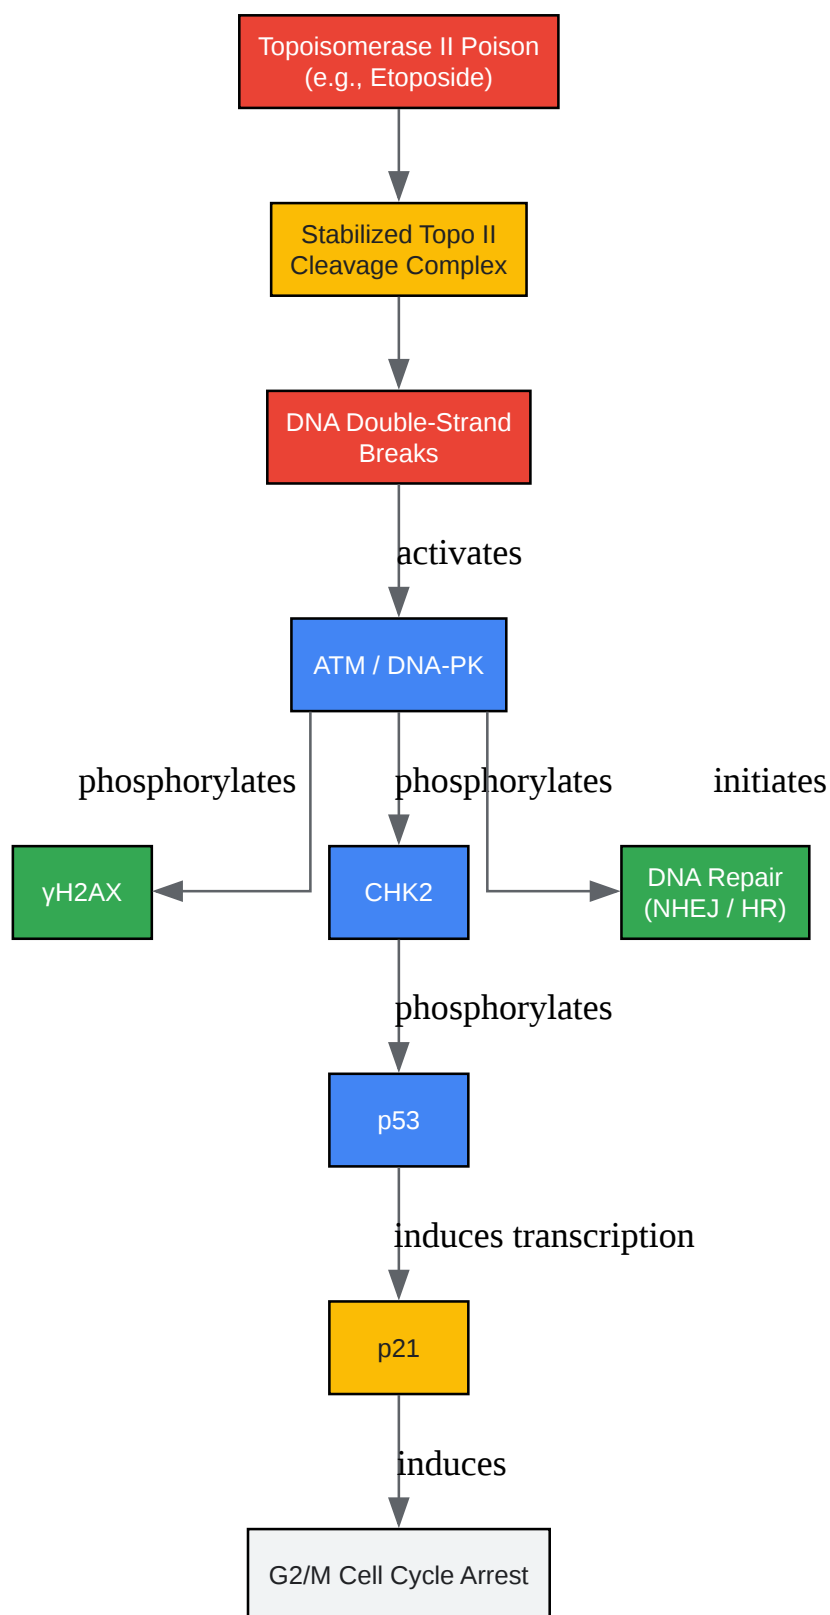 Topoisomerase II Poison
(e.g., Etoposide)
Stabilized Topo II
Cleavage Complex
DNA Double-Strand
Breaks
activates
ATM / DNA-PK
phosphorylates
phosphorylates
initiates
γH2AX
CHK2
DNA Repair
(NHEJ / HR)
phosphorylates
p53
induces transcription
p21
induces
G2/M Cell Cycle Arrest